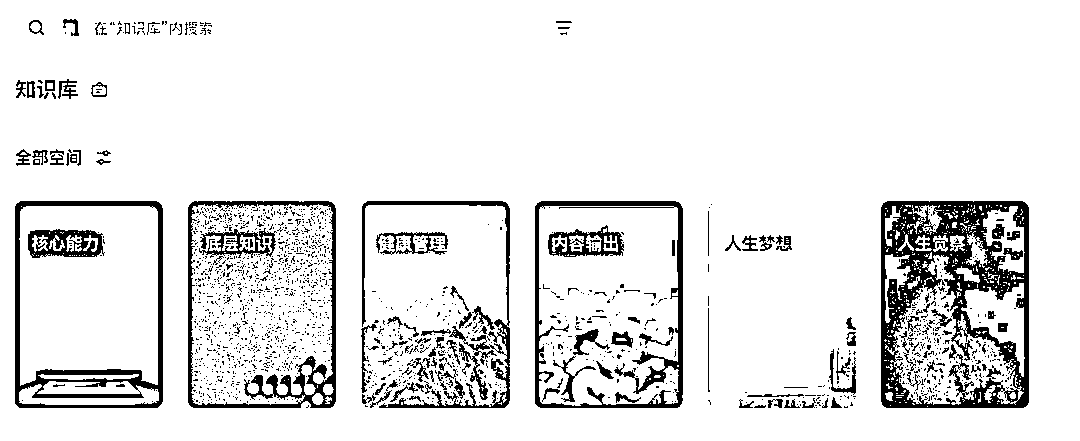 在“知识库”内搜索
知识库
全部空间
核心能力
底层知识
健康管理
内容输出
人生梦想
人生觉察